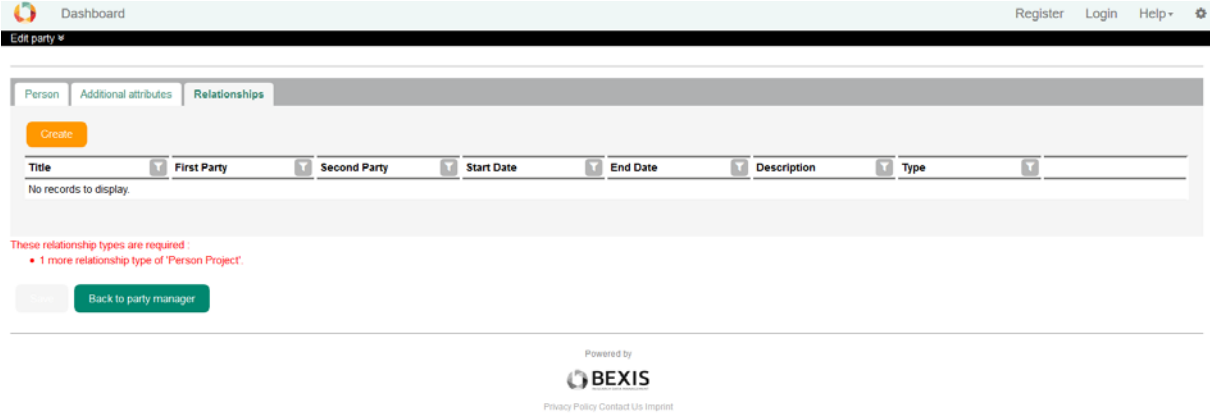 Dashboard Register Login Help
Edit party
Person Additional attributes Relationships
Create
Title First Party Second Party Start Date End Date Description Type
No records to display.
These relationship types are required :
• 1 more relationship type of 'Person Project'.
Back to party manager
Powered by
BEXIS
Privacy Policy Contact Us Imprint